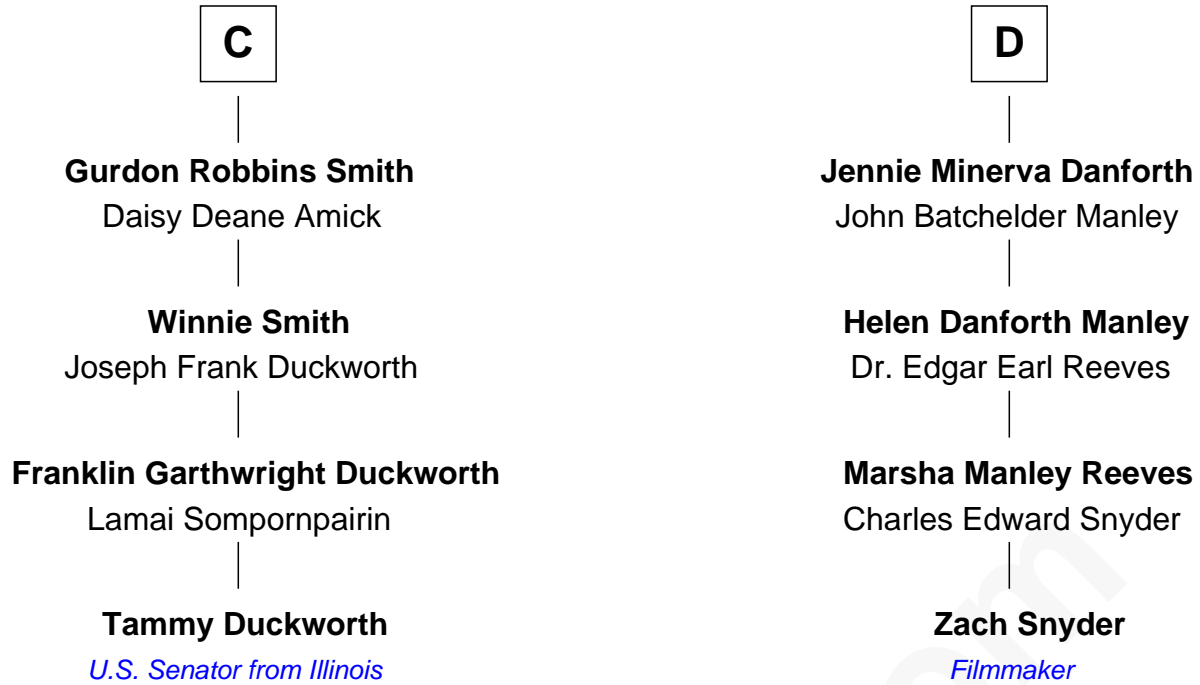 C
Gurdon Robbins Smith
Daisy Deane Amick
Winnie Smith
Joseph Frank Duckworth
Franklin Garthwright Duckworth
Lamai Sompornpairin
Tammy Duckworth
U.S. Senator from Illinois
D
Jennie Minerva Danforth
John Batchelder Manley
Helen Danforth Manley
Dr. Edgar Earl Reeves
Marsha Manley Reeves
Charles Edward Snyder
Zach Snyder
Filmmaker